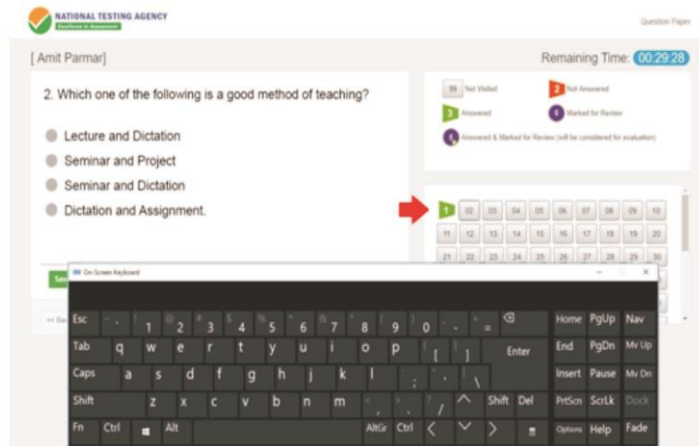 NATIONAL TESTING AGENCY
Excellence in Assessment
Question Paper
[ Amit Parmar]
Remaining Time: 00:29:28
2. Which one of the following is a good method of teaching?
Lecture and Dictation
Seminar and Project
Seminar and Dictation
Dictation and Assignment.
99 Not Visited
2 Not Answered
3 Answered
Marked for Review
Answered & Marked for Review (will be considered for evaluation)
1 02 03 04 05 06 07 08 09 10
11 12 13 14 15 16 17 18 19 20
21 22 23 24 25 26 27 28 29 30
On-Screen Keyboard
Esc 1 2 3 4 5 6 7 8 9 0 - = Home PgUp Nav
Tab q w e r t y u i o p [ ] Enter End PgDn Mv Up
Caps a s d f g h j k l ; ' \ Insert Pause Mv Dn
Shift z x c v b n m , . / Shift Del PrtScn ScrLk Dock
Fn Ctrl Alt AltGr Ctrl Options Help Fade